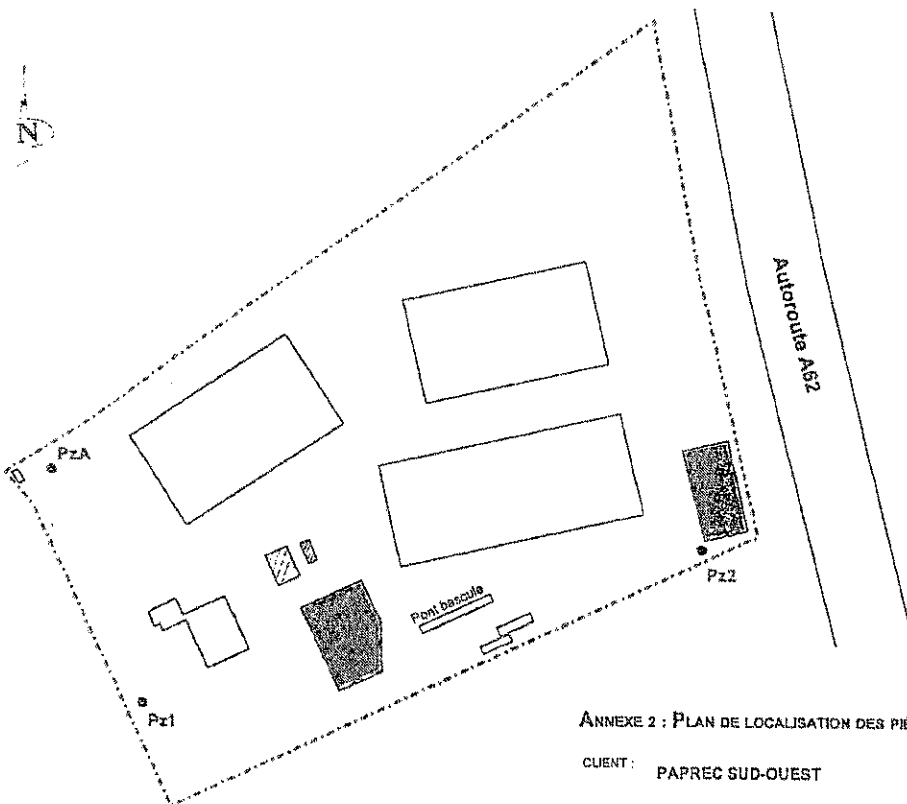 N
Autoroute A62
PzA
Pz2
Pont bascule
Pz1
ANNEXE 2 : PLAN DE LOCALISATION DES
CLIENT : PAPREC SUD-OUEST